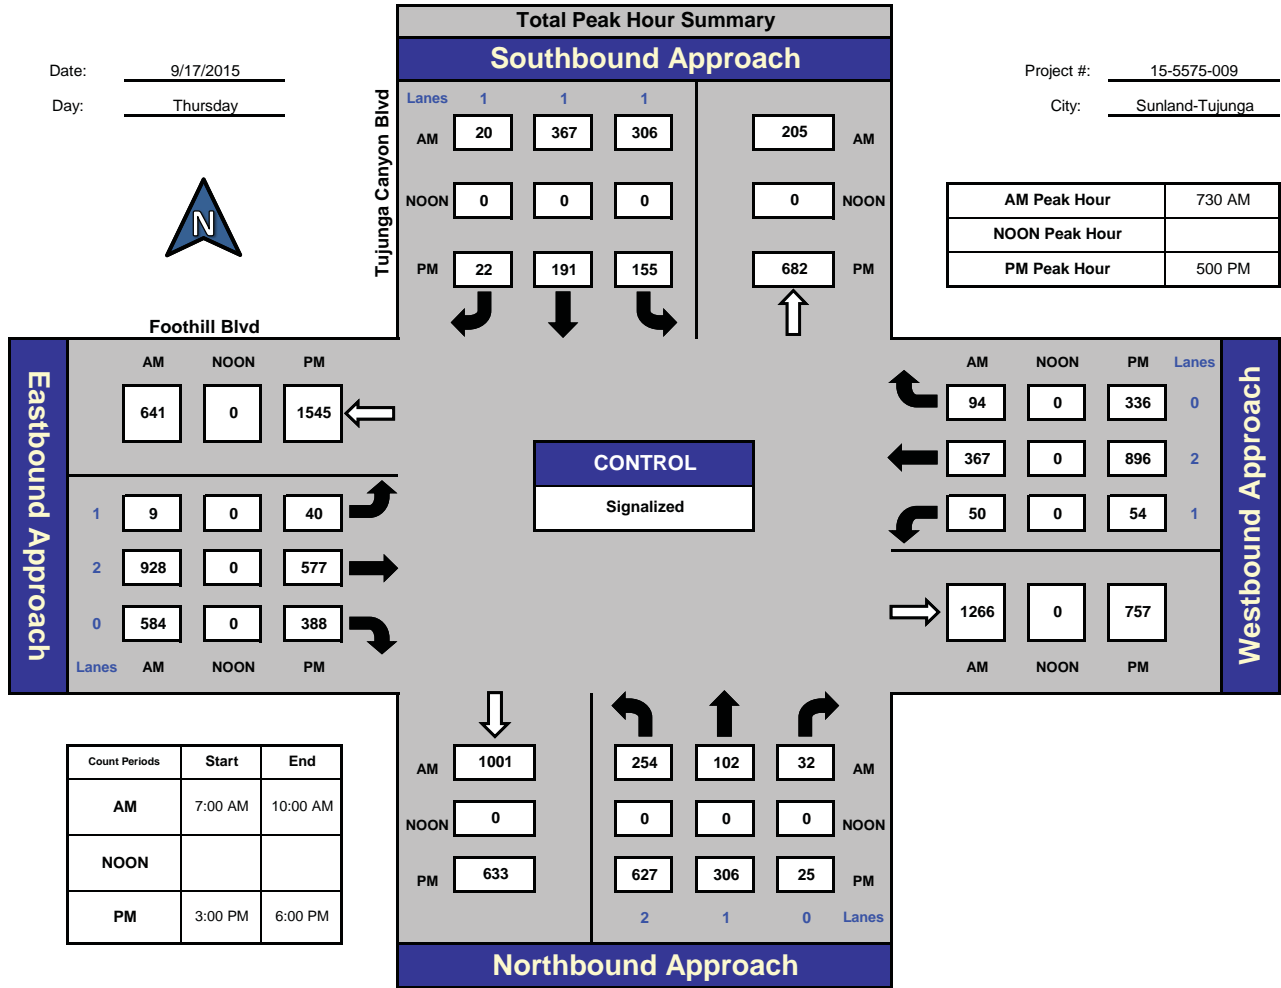 Total Peak Hour Summary
Southbound Approach
Date: 9/17/2015
Day: Thursday
Project #: 15-5575-009
City: Sunland-Tujunga
N
Tujunga Canyon Blvd
Lanes 1 1 1
AM 20 367 306 205 AM
NOON 0 0 0 0 NOON
PM 22 191 155 682 PM
AM Peak Hour 730 AM
NOON Peak Hour
PM Peak Hour 500 PM
Foothill Blvd
Eastbound Approach
AM NOON PM
641 0 1545
1 9 0 40
2 928 0 577
0 584 0 388
Lanes AM NOON PM
CONTROL
Signalized
AM NOON PM Lanes
94 0 336 0
367 0 896 2
50 0 54 1
1266 0 757
AM NOON PM
Westbound Approach
Count Periods Start End
AM 7:00 AM 10:00 AM
NOON
PM 3:00 PM 6:00 PM
AM 1001 254 102 32 AM
NOON 0 0 0 0 NOON
PM 633 627 306 25 PM
2 1 0 Lanes
Northbound Approach